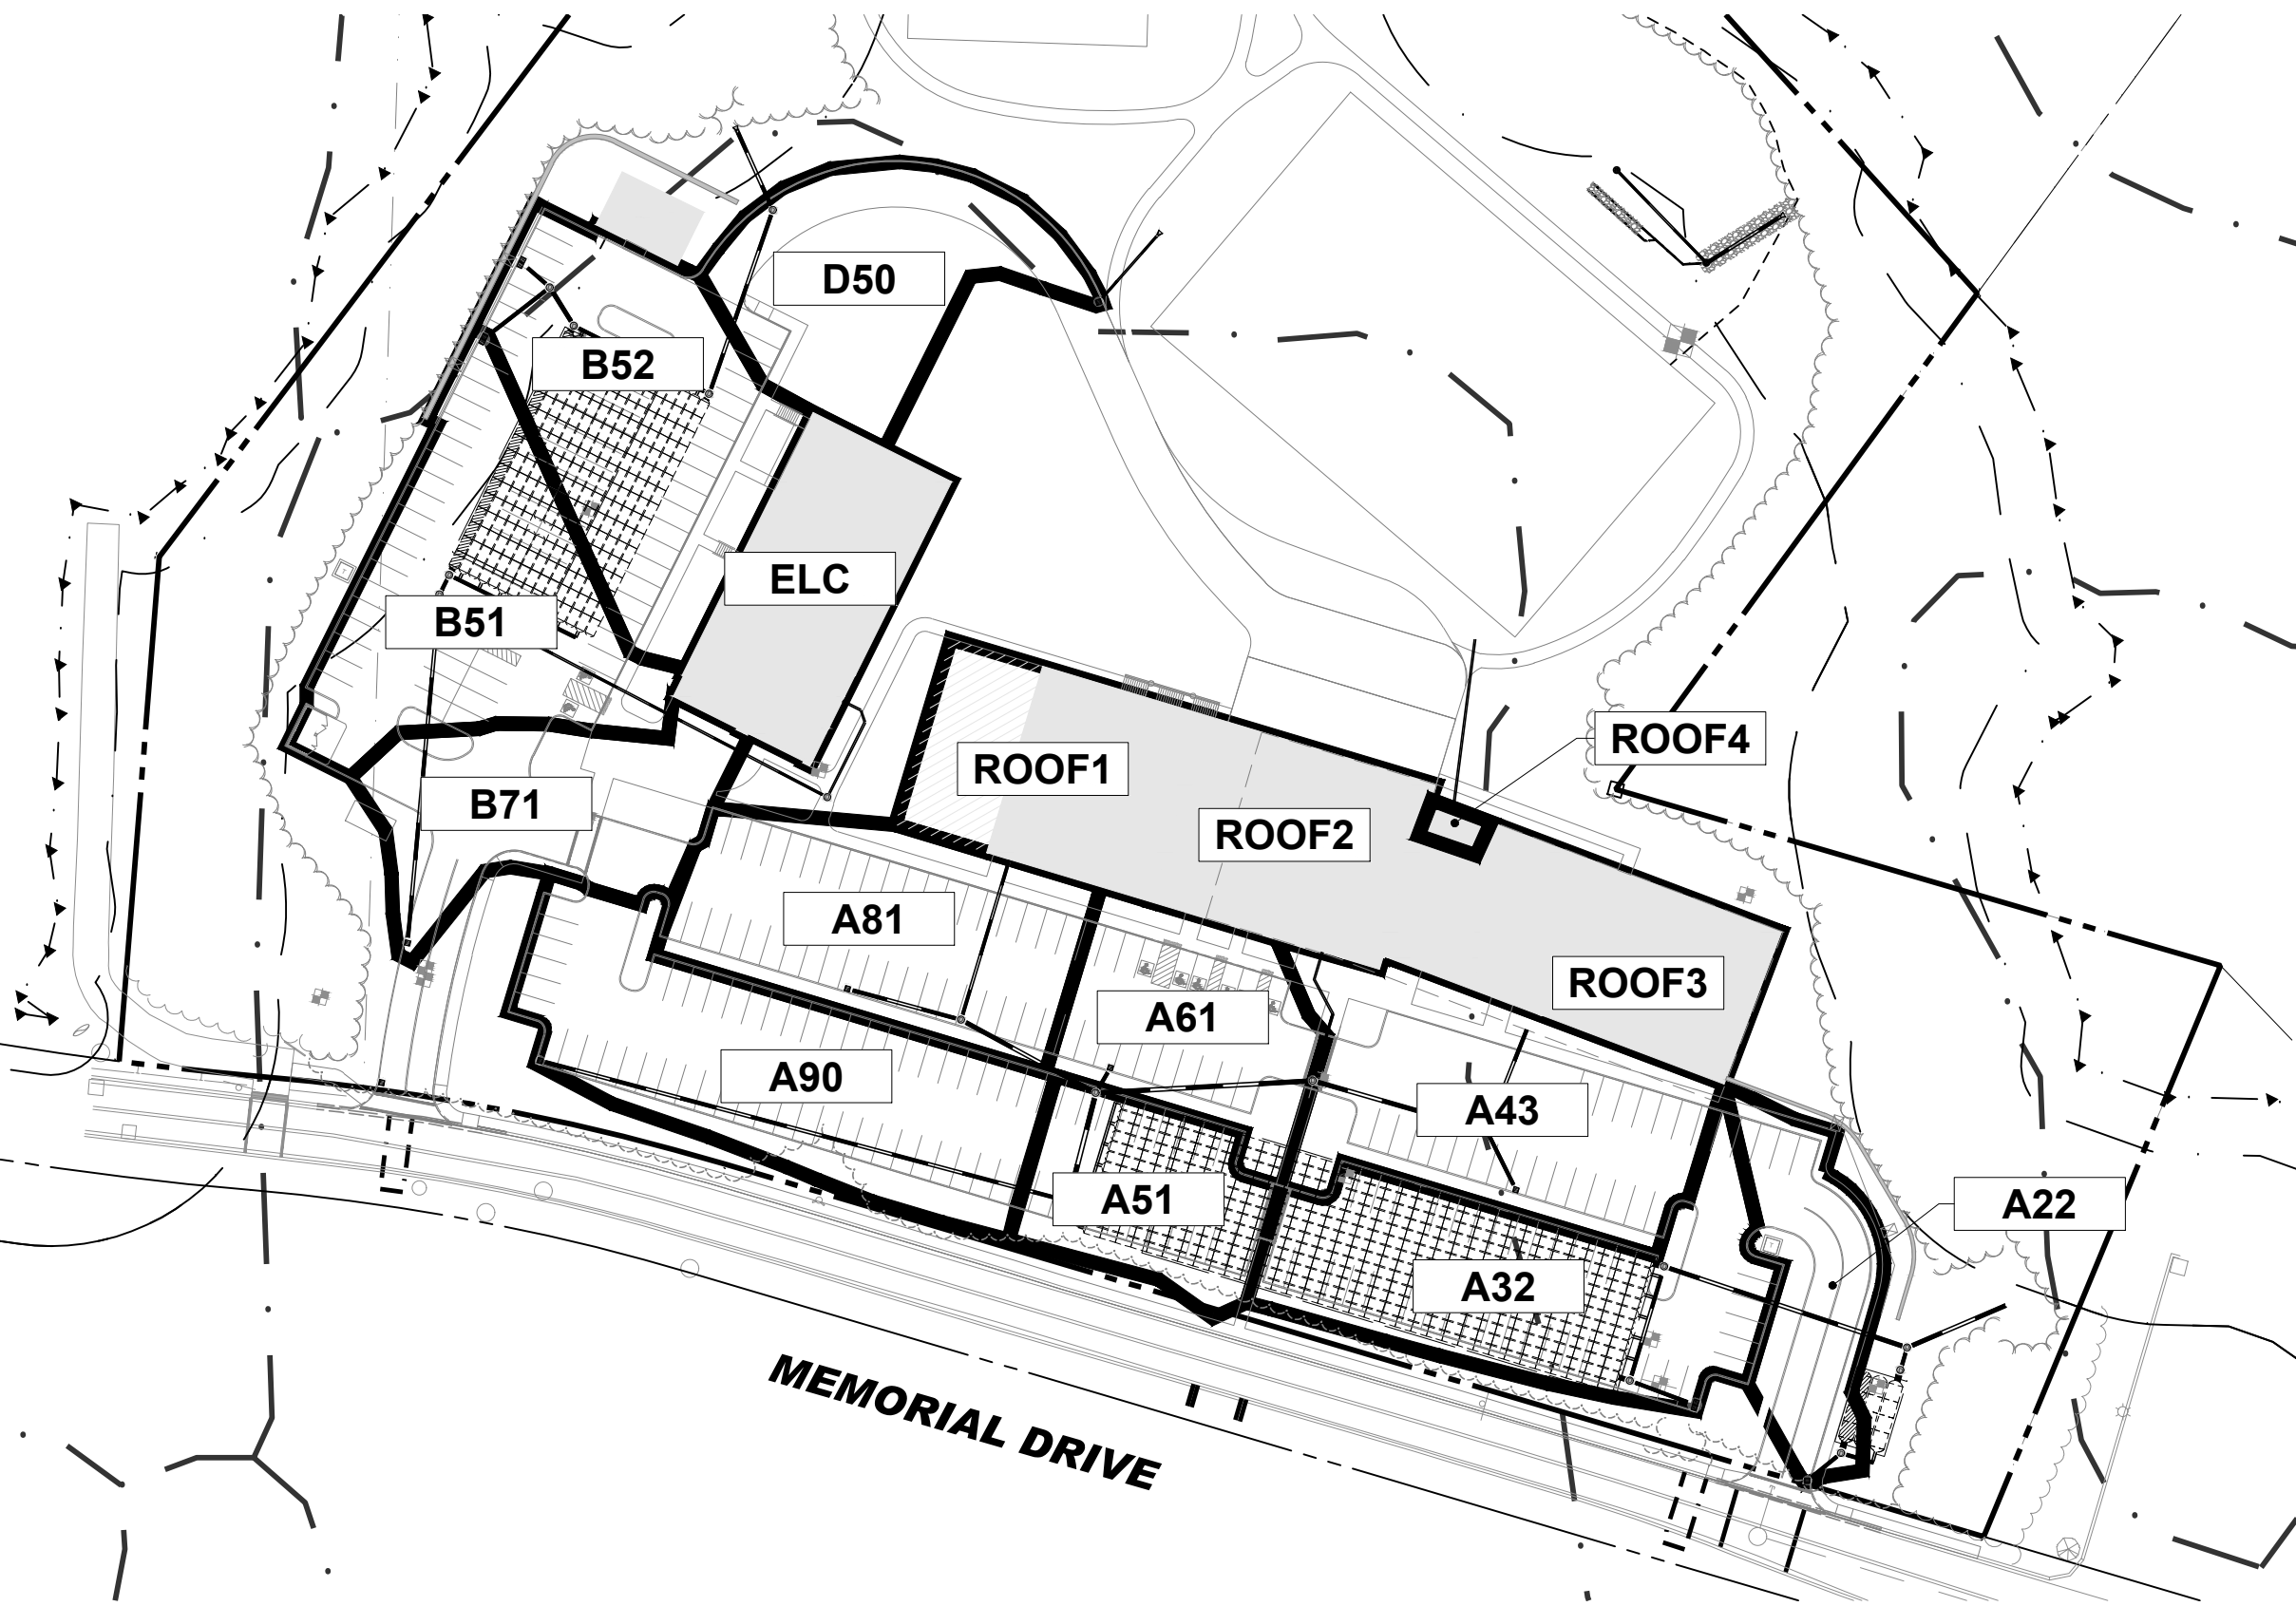 D50
B52
ELC
B51
ROOF4
ROOF1
B71
ROOF2
A81
ROOF3
A61
A90
A43
A51
A22
A32
MEMORIAL DRIVE